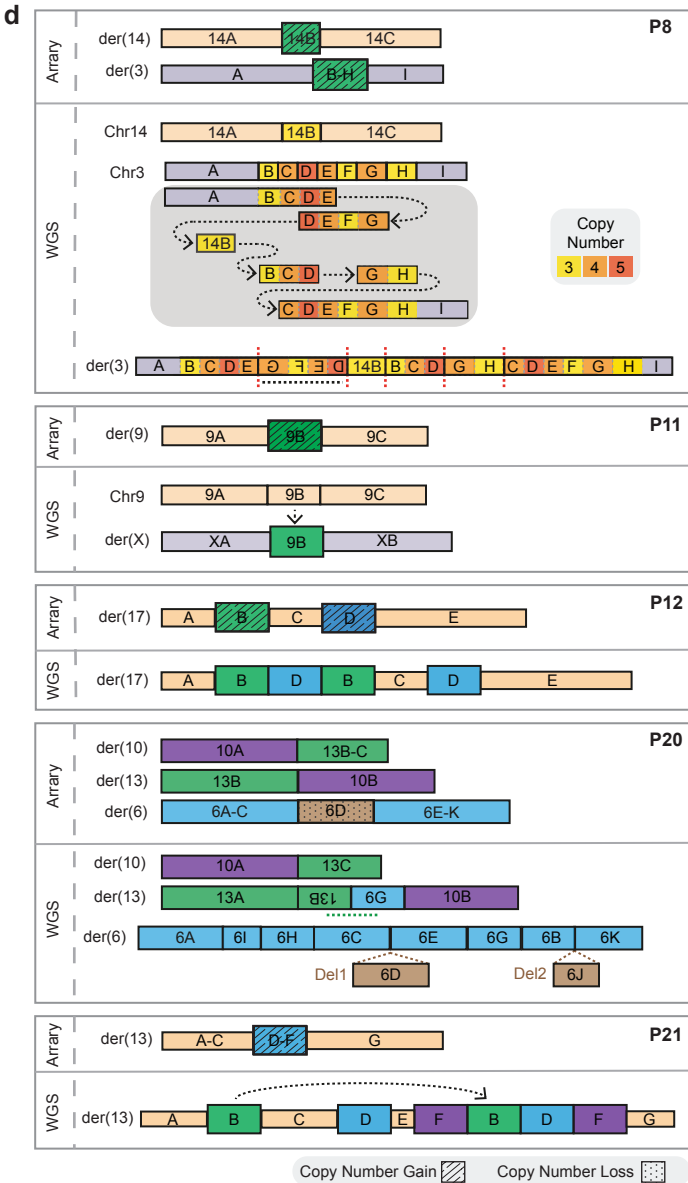 d
P8
Arrary
der(14) 14A 14B 14C
der(3) A B-H I
WGS
Chr14 14A 14B 14C
Chr3 A B C D E F G H I
A B C D E
D E F G
14B
B C D G H
C D E F G H I
Copy
Number
3 4 5
der(3) A B C D E G F E D 14B B C D G H C D E F G H I
P11
Arrary
der(9) 9A 9B 9C
WGS
Chr9 9A 9B 9C
der(X) XA 9B XB
P12
Arrary
der(17) A B C D E
WGS
der(17) A B D B C D E
P20
Arrary
der(10) 10A 13B-C
der(13) 13B 10B
der(6) 6A-C 6D 6E-K
WGS
der(10) 10A 13C
der(13) 13A 13B 6G 10B
der(6) 6A 6I 6H 6C 6E 6G 6B 6K
Del1 6D Del2 6J
P21
Arrary
der(13) A-C D-F G
WGS
der(13) A B C D E F B D F G
Copy Number Gain Copy Number Loss